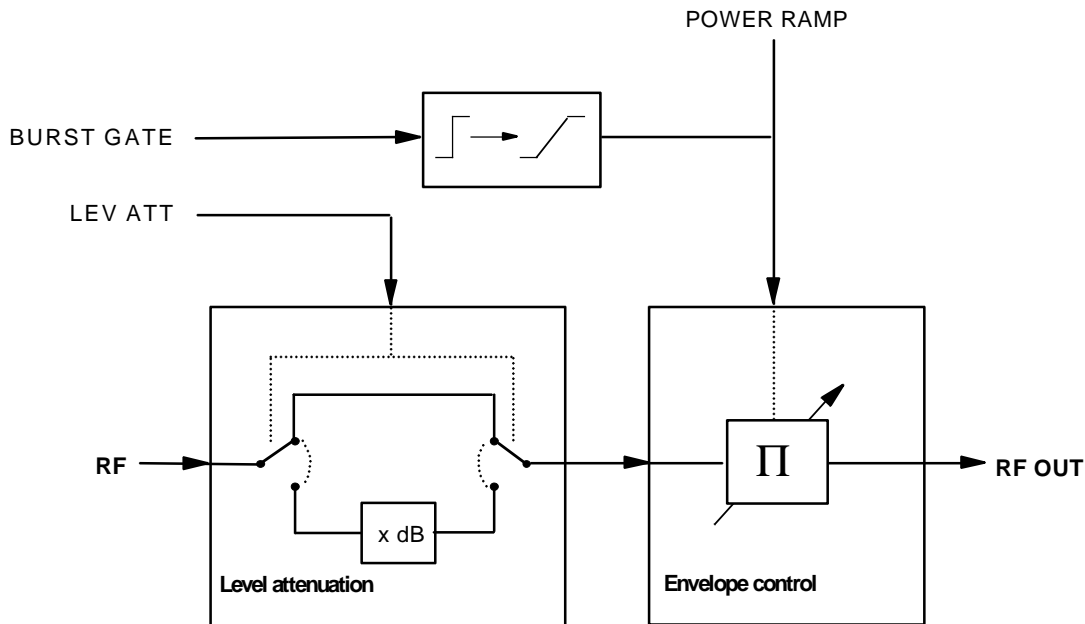 POWER RAMP
BURST GATE
LEV ATT
RF
Π
RF OUT
x dB
Level attenuation
Envelope control